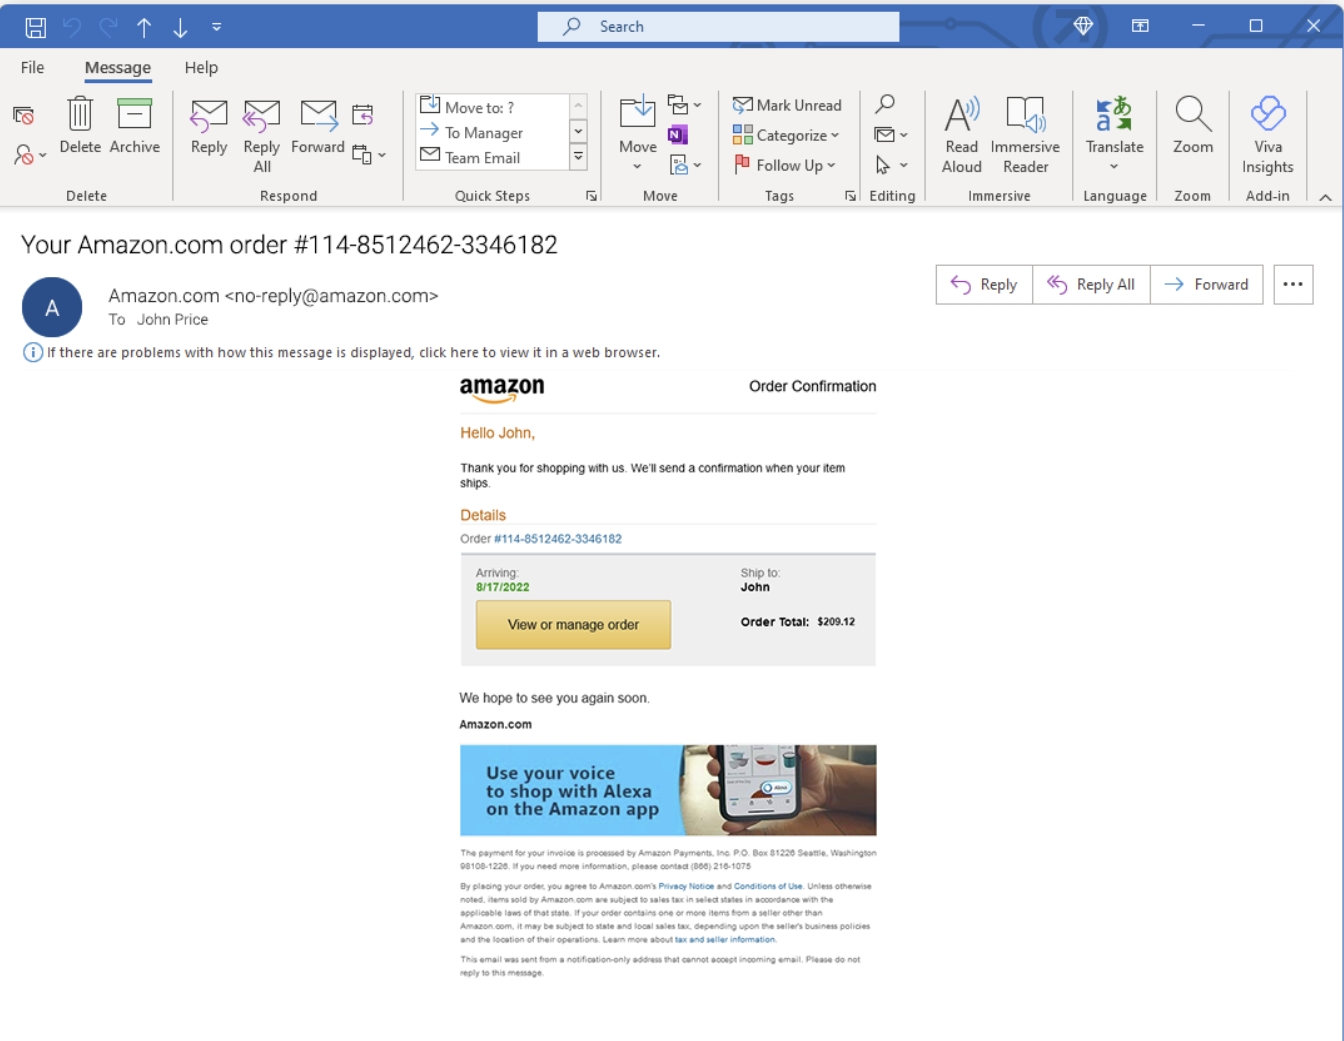 Search
File Message Help
Delete
Archive
Reply
Reply All
Forward
Move to: ?
To Manager
Team Email
Move
Mark Unread
Categorize
Follow Up
Read Aloud
Immersive Reader
Translate
Zoom
Viva Insights
Delete Respond Quick Steps Move Tags Editing Immersive Language Zoom Add-in
Your Amazon.com order #114-8512462-3346182
A
Amazon.com <no-reply@amazon.com>
To John Price
Reply Reply All Forward
If there are problems with how this message is displayed, click here to view it in a web browser.
amazon Order Confirmation
Hello John,
Thank you for shopping with us. We'll send a confirmation when your item
ships.
Details
Order #114-8512462-3346182
Arriving:
8/17/2022
View or manage order
Ship to:
John
Order Total: $209.12
We hope to see you again soon.
Amazon.com
Use your voice
to shop with Alexa
on the Amazon app
Alexa
The payment for your invoice is processed by Amazon Payments, Inc. P.O. Box 81226 Seattle, Washington
98108-1226. If you need more information, please contact (866) 216-1075
By placing your order, you agree to Amazon.com's Privacy Notice and Conditions of Use. Unless otherwise
noted, items sold by Amazon.com are subject to sales tax in select states in accordance with the
applicable laws of that state. If your order contains one or more items from a seller other than
Amazon.com, it may be subject to state and local sales tax, depending upon the seller's business policies
and the location of their operations. Learn more about tax and seller information.
This email was sent from a notification-only address that cannot accept incoming email. Please do not
reply to this message.